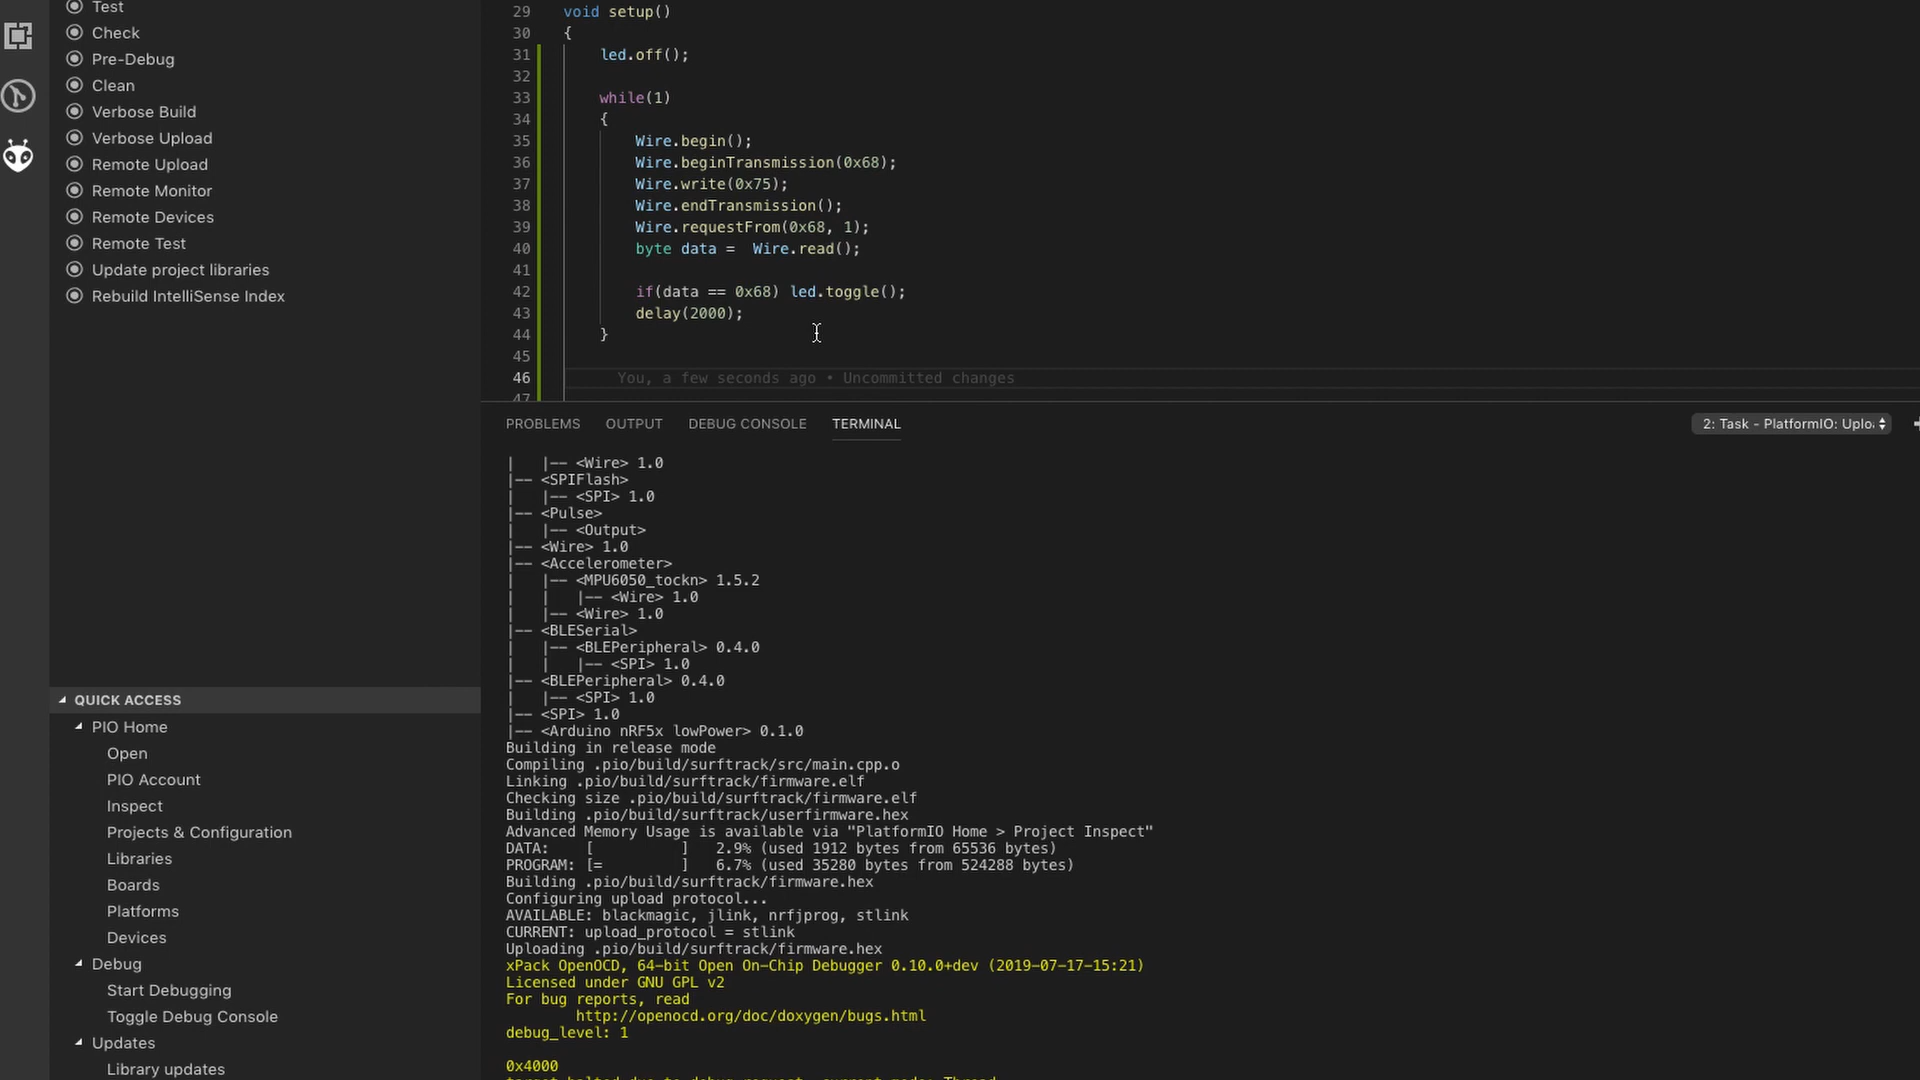 Test
Check
Pre-Debug
Clean
Verbose Build
Verbose Upload
Remote Upload
Remote Monitor
Remote Devices
Remote Test
Update project libraries
Rebuild IntelliSense Index
QUICK ACCESS
PIO Home
Open
PIO Account
Inspect
Projects & Configuration
Libraries
Boards
Platforms
Devices
Debug
Start Debugging
Toggle Debug Console
Updates
Library updates
29 void setup()
30 {
31 led.off();
32
33 while(1)
34 {
35 Wire.begin();
36 Wire.beginTransmission(0x68);
37 Wire.write(0x75);
38 Wire.endTransmission();
39 Wire.requestFrom(0x68, 1);
40 byte data =  Wire.read();
41
42 if(data == 0x68) led.toggle();
43 delay(2000);
44 }
45
46 You, a few seconds ago • Uncommitted changes
47
PROBLEMS OUTPUT DEBUG CONSOLE TERMINAL 2: Task - PlatformIO: Uplo
|   |-- <Wire> 1.0
|-- <SPIFlash>
|   |-- <SPI> 1.0
|-- <Pulse>
|   |-- <Output>
|-- <Wire> 1.0
|-- <Accelerometer>
|   |-- <MPU6050_tockn> 1.5.2
|   |   |-- <Wire> 1.0
|   |-- <Wire> 1.0
|-- <BLESerial>
|   |-- <BLEPeripheral> 0.4.0
|   |   |-- <SPI> 1.0
|-- <BLEPeripheral> 0.4.0
|   |-- <SPI> 1.0
|-- <SPI> 1.0
|-- <Arduino nRF5x lowPower> 0.1.0
Building in release mode
Compiling .pio/build/surftrack/src/main.cpp.o
Linking .pio/build/surftrack/firmware.elf
Checking size .pio/build/surftrack/firmware.elf
Building .pio/build/surftrack/userfirmware.hex
Advanced Memory Usage is available via "PlatformIO Home > Project Inspect"
DATA:    [          ]   2.9% (used 1912 bytes from 65536 bytes)
PROGRAM: [=         ]   6.7% (used 35280 bytes from 524288 bytes)
Building .pio/build/surftrack/firmware.hex
Configuring upload protocol...
AVAILABLE: blackmagic, jlink, nrfjprog, stlink
CURRENT: upload_protocol = stlink
Uploading .pio/build/surftrack/firmware.hex
xPack OpenOCD, 64-bit Open On-Chip Debugger 0.10.0+dev (2019-07-17-15:21)
Licensed under GNU GPL v2
For bug reports, read
http://openocd.org/doc/doxygen/bugs.html
debug_level: 1
0x4000
target halted due to debug-request, current mode: Thread